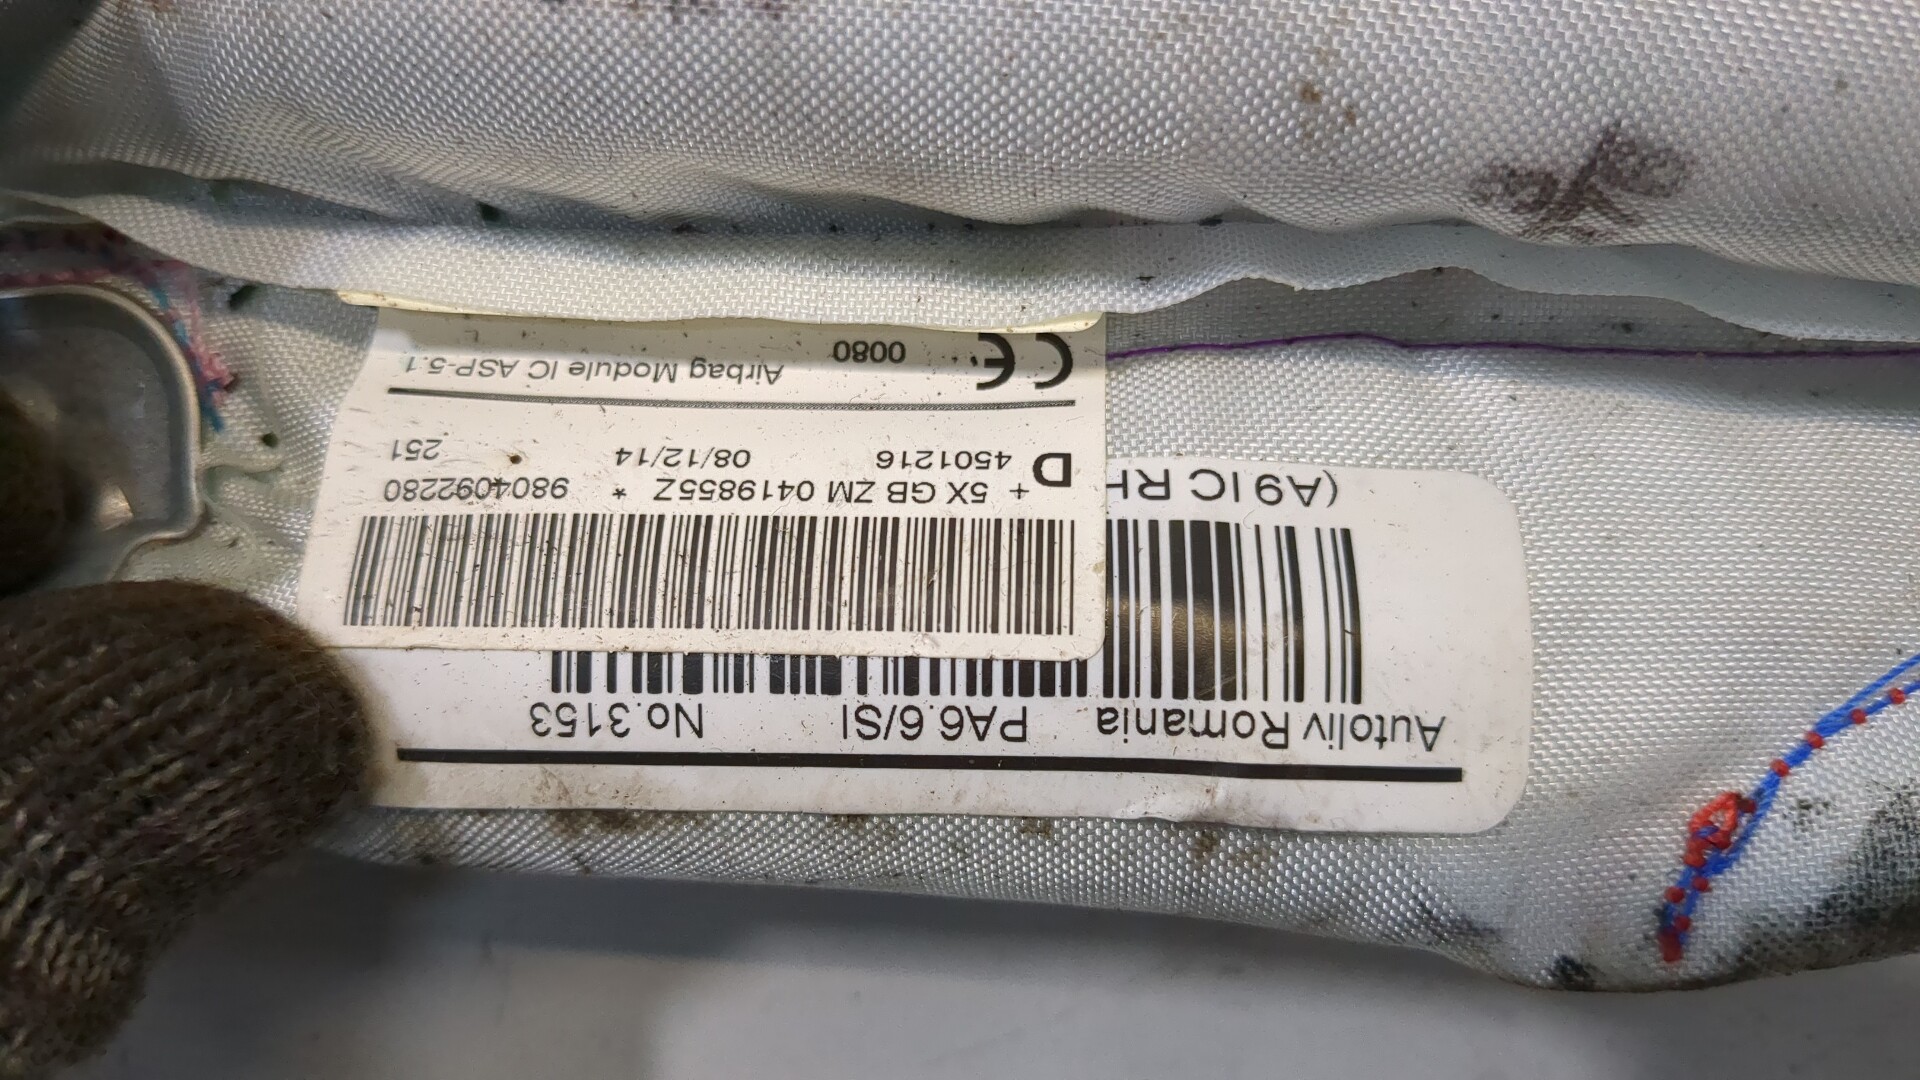 Autoliv Romania PA6.6/SI No.3153
(A9 IC RH
+ 5X GB ZM 0419855Z * 9804092280
D 4501216 08/12/14 251
Airbag Module IC ASP-5.1
CE 0080